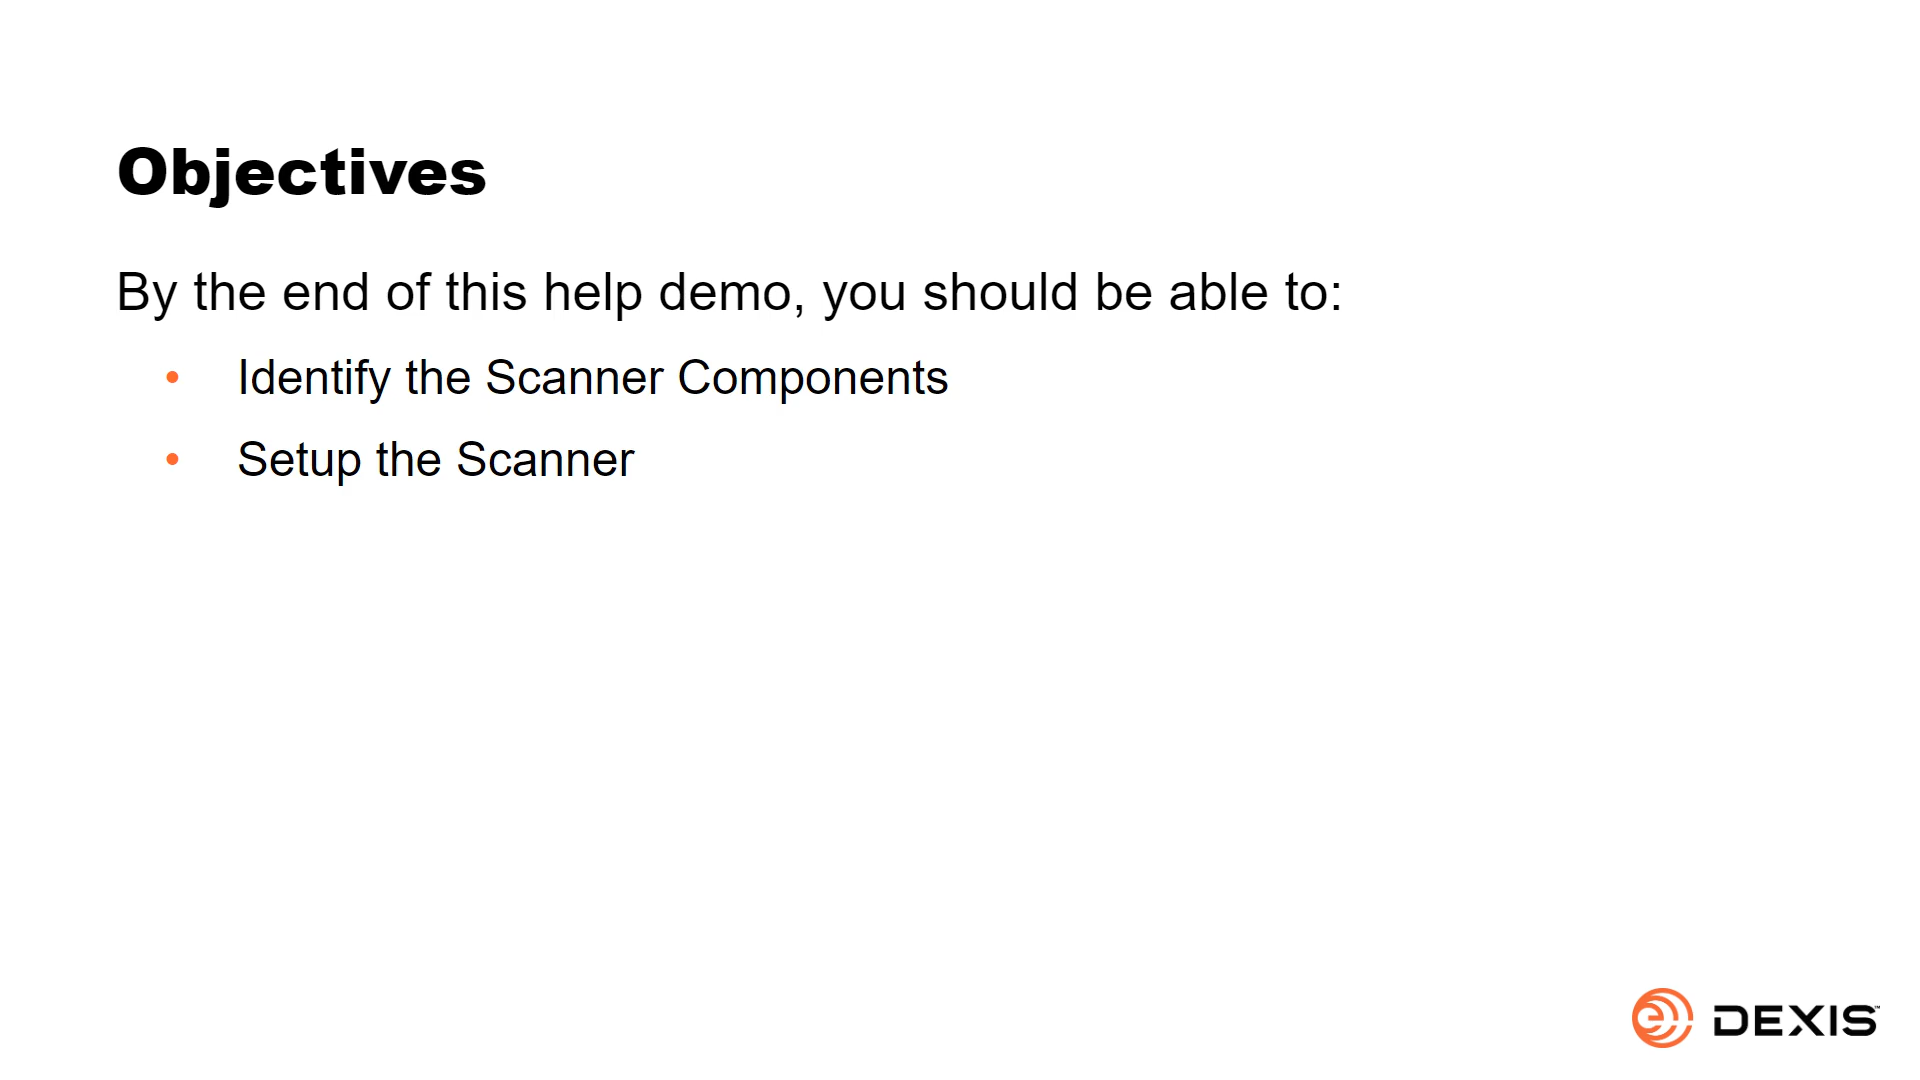 Objectives
By the end of this help demo, you should be able to:
• Identify the Scanner Components
• Setup the Scanner
DEXIS™